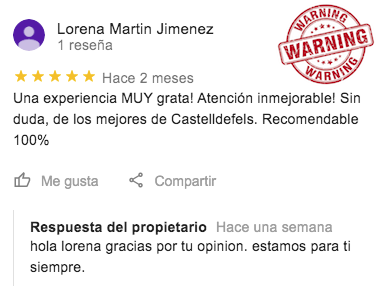 Lorena Martin Jimenez
1 reseña
Hace 2 meses
Una experiencia MUY grata! Atención inmejorable! Sin
duda, de los mejores de Castelldefels. Recomendable
100%
Me gusta
Compartir
Respuesta del propietario Hace una semana
hola lorena gracias por tu opinion. estamos para ti
siempre.
WARNING
WARNING
WARNING